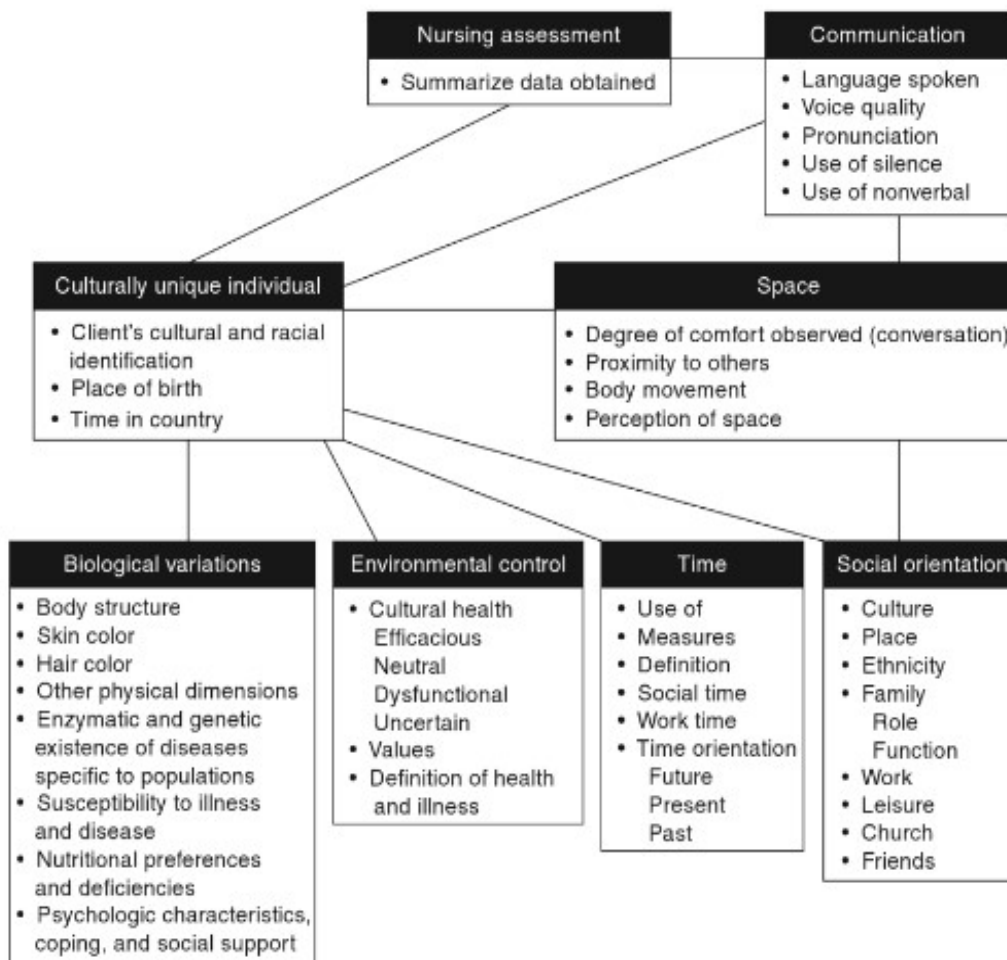 Nursing assessment
• Summarize data obtained
Communication
• Language spoken
• Voice quality
• Pronunciation
• Use of silence
• Use of nonverbal
Culturally unique individual
• Client's cultural and racial
identification
• Place of birth
• Time in country
Space
• Degree of comfort observed (conversation)
• Proximity to others
• Body movement
• Perception of space
Biological variations
• Body structure
• Skin color
• Hair color
• Other physical dimensions
• Enzymatic and genetic
existence of diseases
specific to populations
• Susceptibility to illness
and disease
• Nutritional preferences
and deficiencies
• Psychologic characteristics,
coping, and social support
Environmental control
• Cultural health
Efficacious
Neutral
Dysfunctional
Uncertain
• Values
• Definition of health
and illness
Time
• Use of
• Measures
• Definition
• Social time
• Work time
• Time orientation
Future
Present
Past
Social orientation
• Culture
• Place
• Ethnicity
• Family
Role
Function
• Work
• Leisure
• Church
• Friends